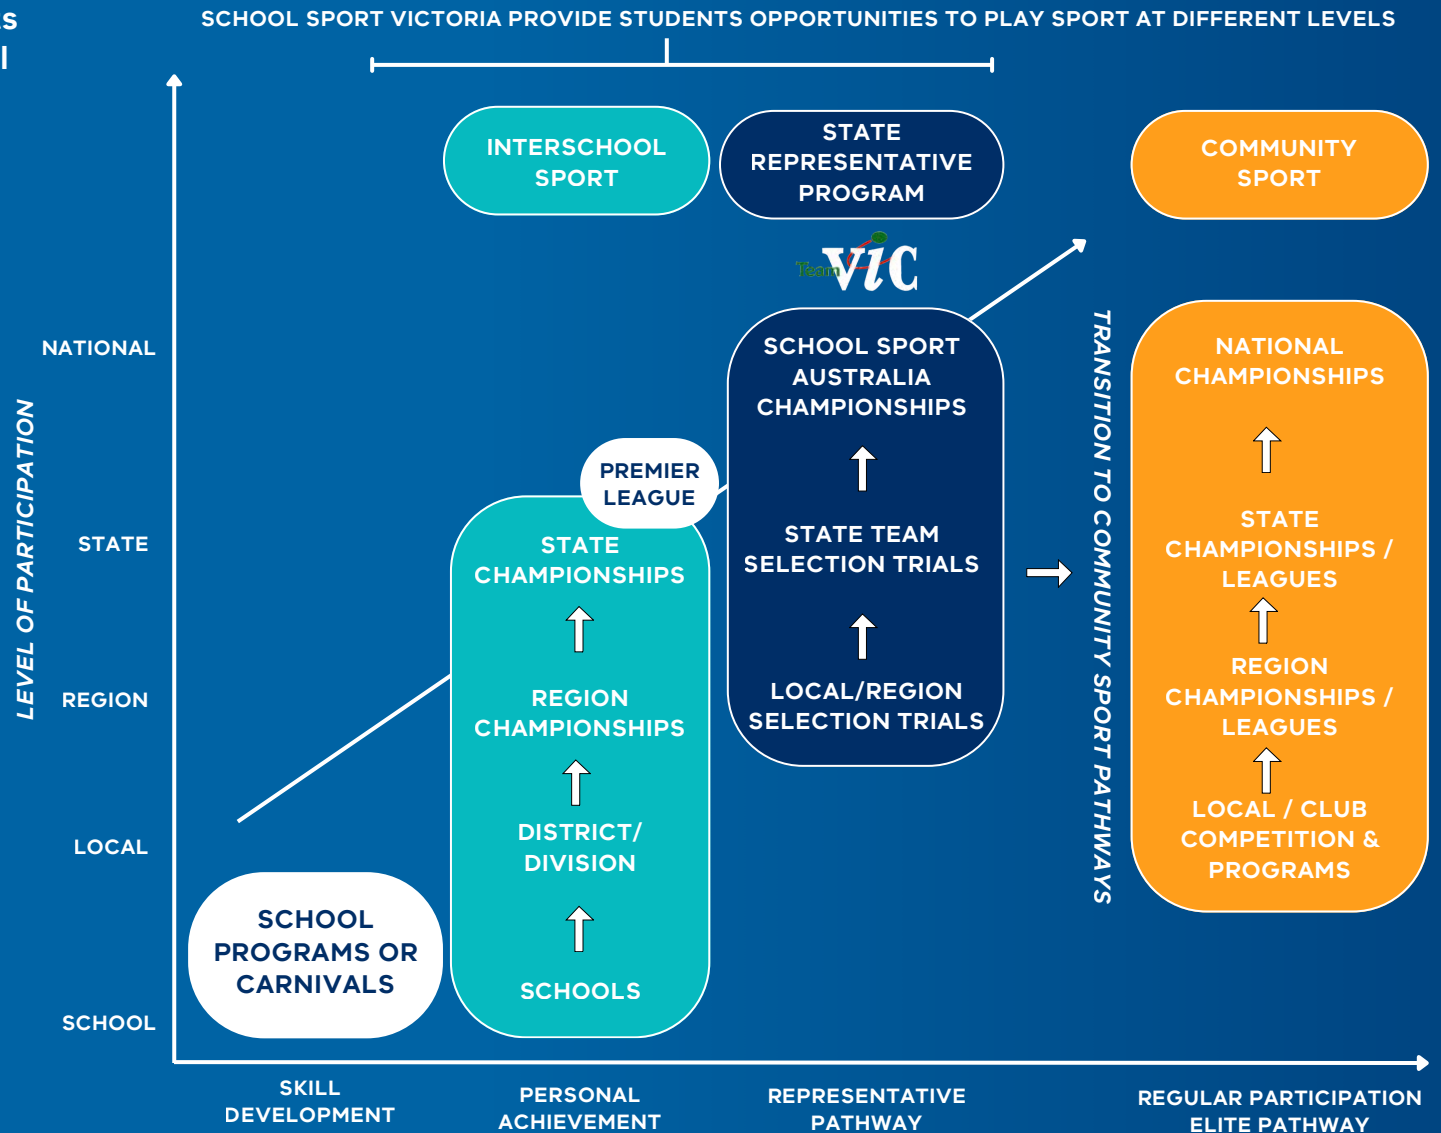 SCHOOL SPORT VICTORIA PROVIDE STUDENTS OPPORTUNITIES TO PLAY SPORT AT DIFFERENT LEVELS
INTERSCHOOL
SPORT
STATE
REPRESENTATIVE
PROGRAM
COMMUNITY
SPORT
Team Vic
LEVEL OF PARTICIPATION
NATIONAL
STATE
REGION
LOCAL
SCHOOL
SCHOOL
PROGRAMS OR
CARNIVALS
PREMIER
LEAGUE
STATE
CHAMPIONSHIPS
REGION
CHAMPIONSHIPS
DISTRICT/
DIVISION
SCHOOLS
SCHOOL SPORT
AUSTRALIA
CHAMPIONSHIPS
STATE TEAM
SELECTION TRIALS
LOCAL/REGION
SELECTION TRIALS
TRANSITION TO COMMUNITY SPORT PATHWAYS
NATIONAL
CHAMPIONSHIPS
STATE
CHAMPIONSHIPS /
LEAGUES
REGION
CHAMPIONSHIPS /
LEAGUES
LOCAL / CLUB
COMPETITION &
PROGRAMS
SKILL
DEVELOPMENT
PERSONAL
ACHIEVEMENT
REPRESENTATIVE
PATHWAY
REGULAR PARTICIPATION
ELITE PATHWAY